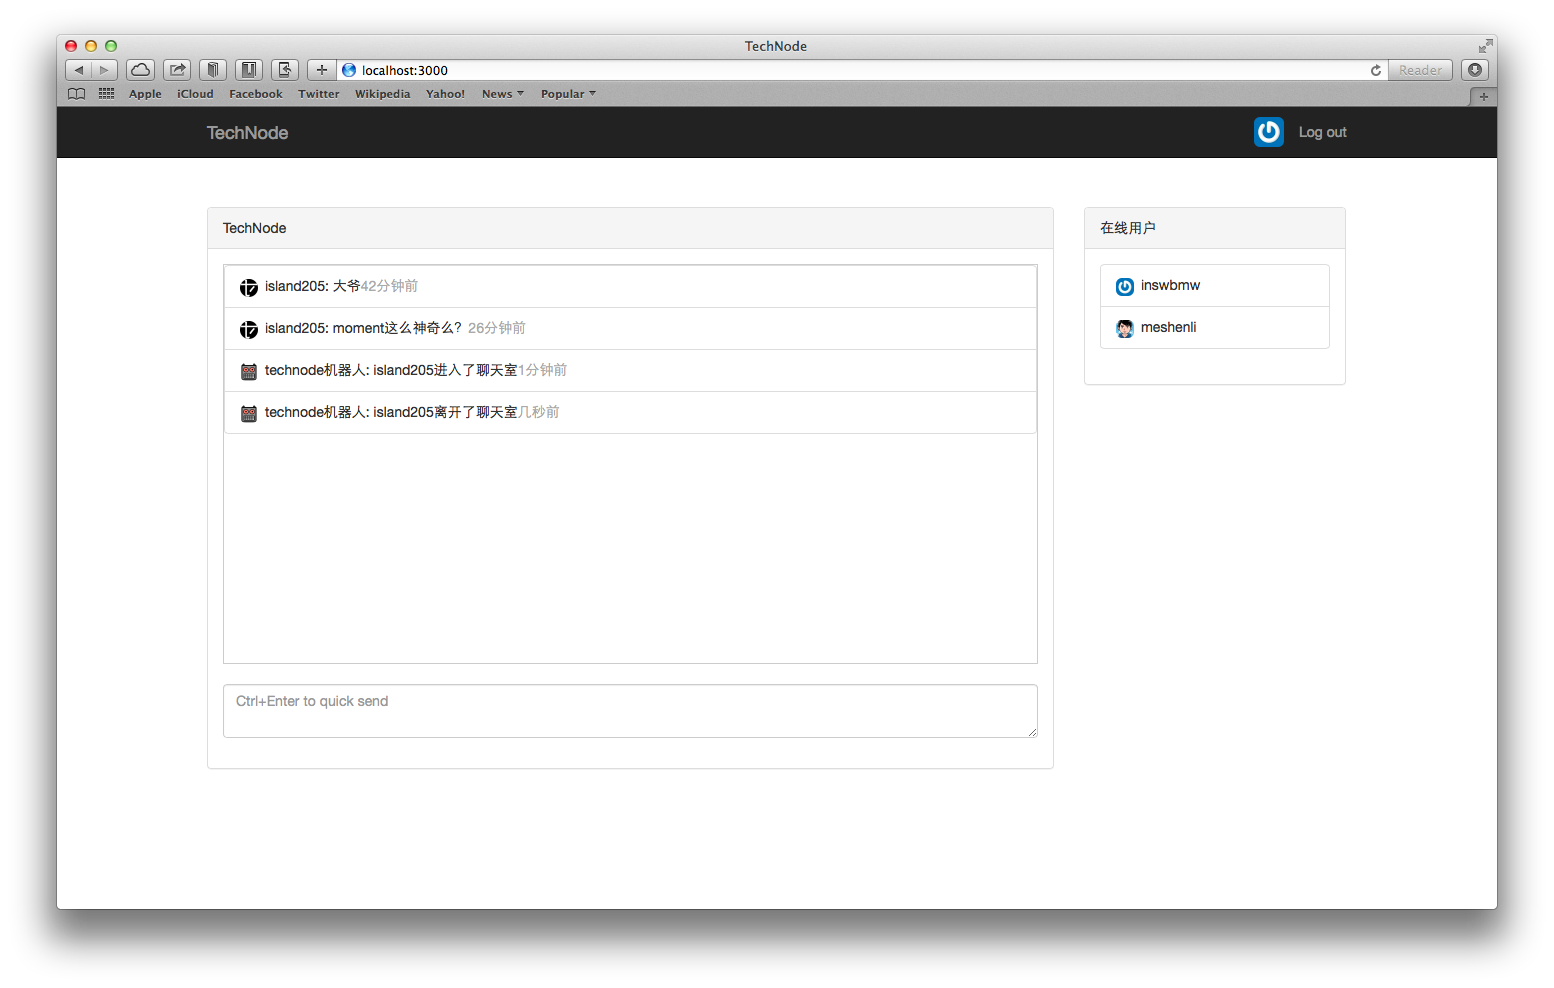 TechNode
localhost:3000
Reader
Apple iCloud Facebook Twitter Wikipedia Yahoo! News Popular
TechNode Log out
TechNode
island205: 大爷42分钟前
island205: moment这么神奇么? 26分钟前
technode机器人: island205进入了聊天室1分钟前
technode机器人: island205离开了聊天室几秒前
Ctrl+Enter to quick send
在线用户
inswbmw
meshenli